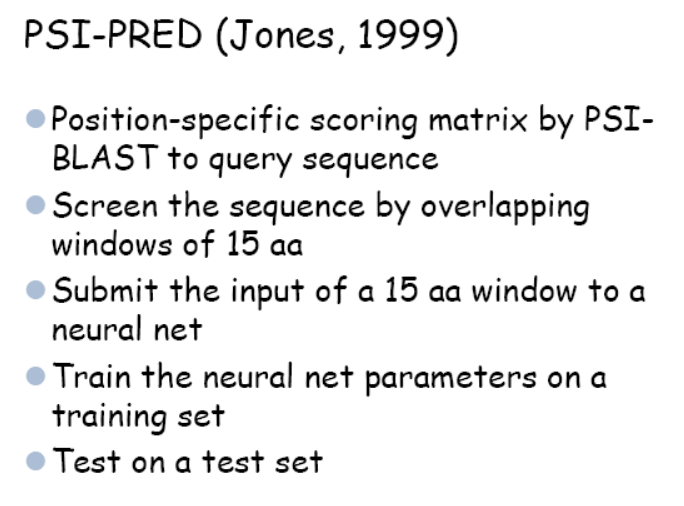 PSI-PRED (Jones, 1999)
Position-specific scoring matrix by PSI-
BLAST to query sequence
Screen the sequence by overlapping
windows of 15 aa
Submit the input of a 15 aa window to a
neural net
Train the neural net parameters on a
training set
Test on a test set